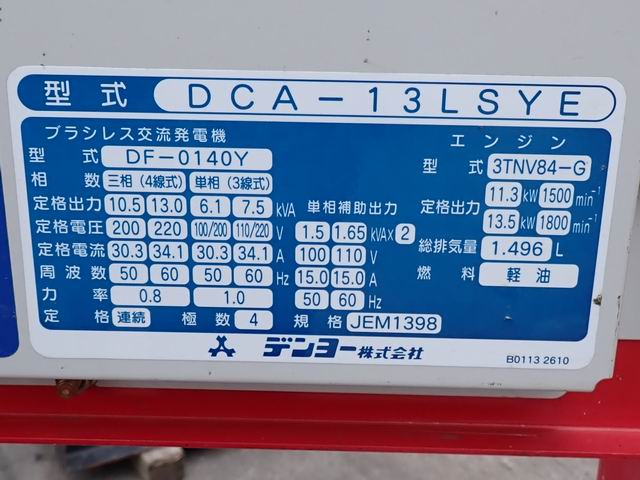 型式 DCA-13LSYE
ブラシレス交流発電機
型式 DF-0140Y
相数 三相(4線式) 単相(3線式)
定格出力 10.5 13.0 6.1 7.5 kVA
定格電圧 200 220 100/200 110/220 V
定格電流 30.3 34.1 30.3 34.1 A
周波数 50 60 50 60 Hz
力率 0.8 1.0
定格 連続 極数 4 規格 JEM1398
単相補助出力
1.5 1.65 kVA× 2
100 110 V
15.0 15.0 A
50 60 Hz
エンジン
型式 3TNV84-G
定格出力 11.3 kW 1500 min⁻¹
13.5 kW 1800 min⁻¹
総排気量 1.496 L
燃料 軽油
デンヨー株式会社
B0113 2610